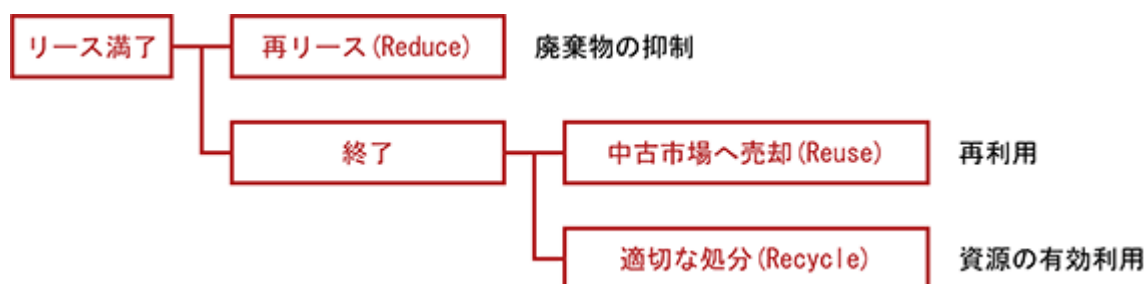 リース満了
再リース(Reduce)
廃棄物の抑制
終了
中古市場へ売却(Reuse)
再利用
適切な処分(Recycle)
資源の有効利用